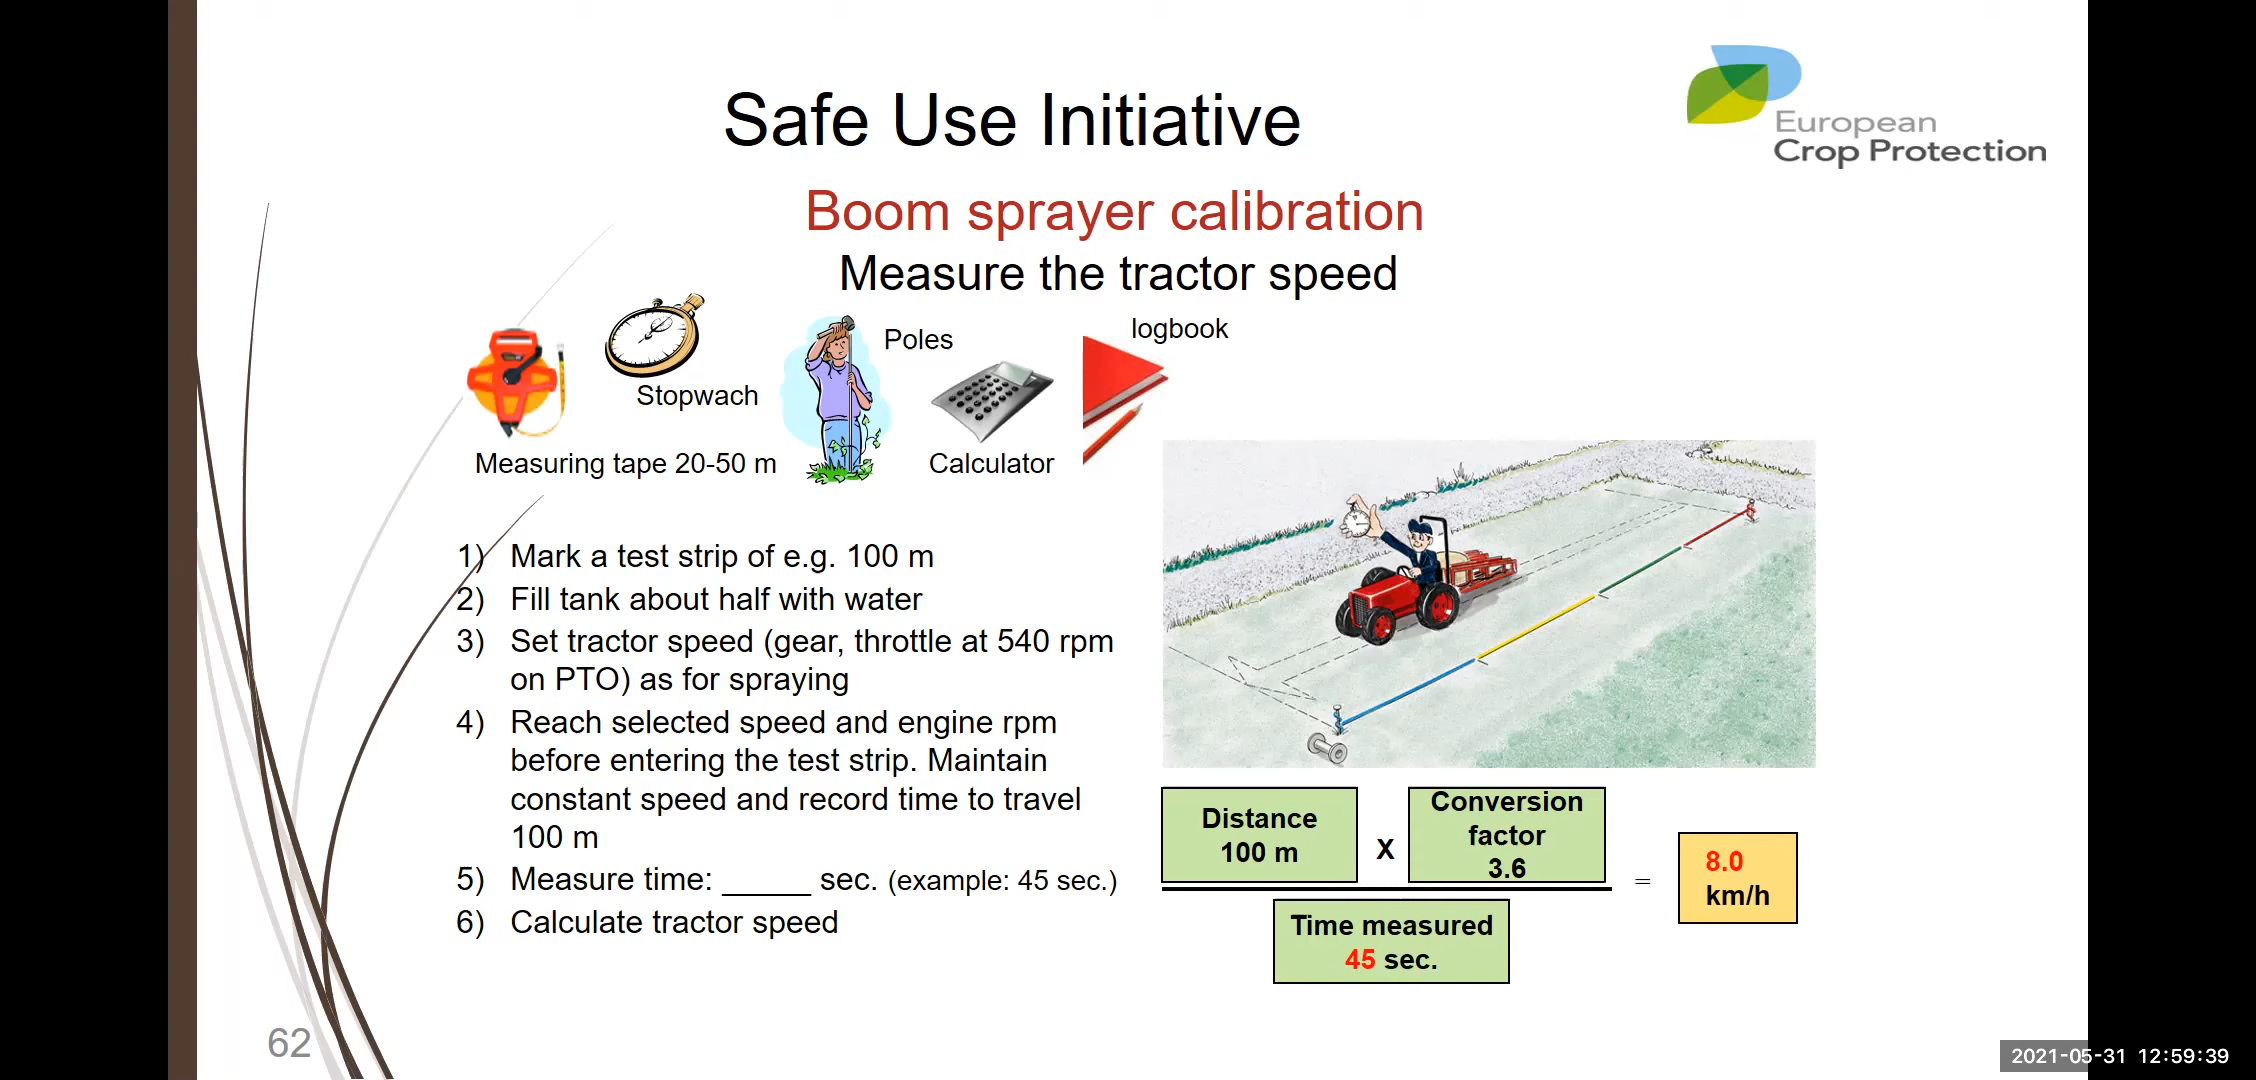 Safe Use Initiative
European
Crop Protection
Boom sprayer calibration
Measure the tractor speed
logbook
Poles
Stopwach
Measuring tape 20-50 m
Calculator
1) Mark a test strip of e.g. 100 m
2) Fill tank about half with water
3) Set tractor speed (gear, throttle at 540 rpm
on PTO) as for spraying
4) Reach selected speed and engine rpm
before entering the test strip. Maintain
constant speed and record time to travel
100 m
5) Measure time: _____ sec. (example: 45 sec.)
6) Calculate tractor speed
Distance
100 m
X
Conversion
factor
3.6
Time measured
45 sec.
=
8.0
km/h
62
2021-05-31 12:59:39